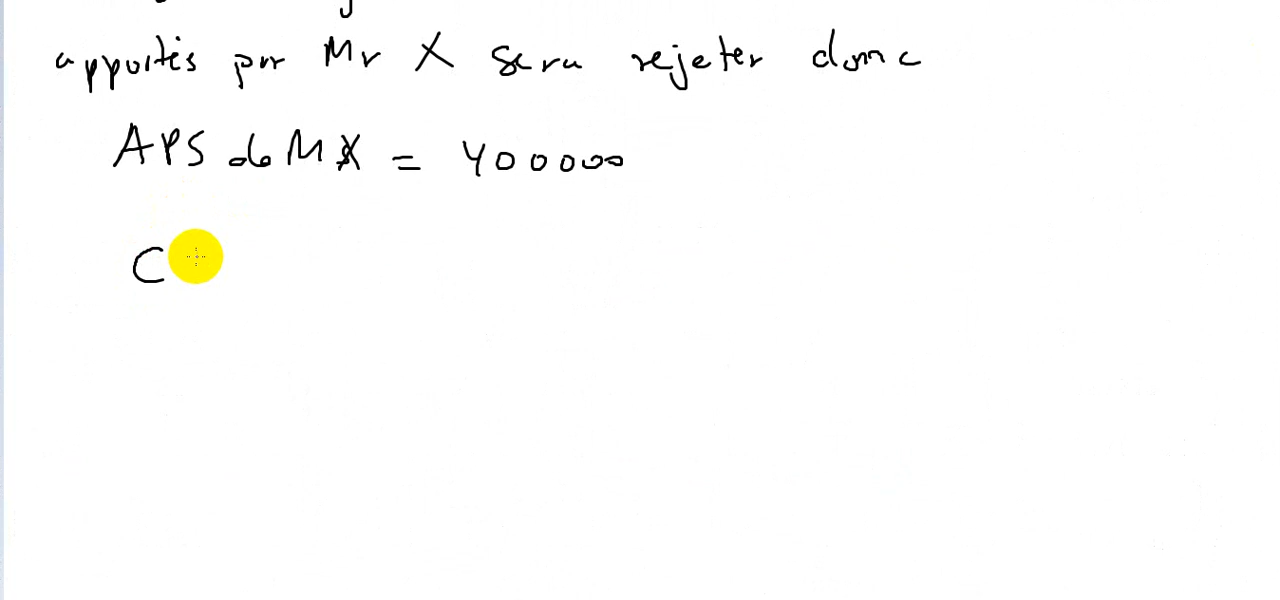 apportés par Mr X sera rejeter donc
APS de MX = 400000
C